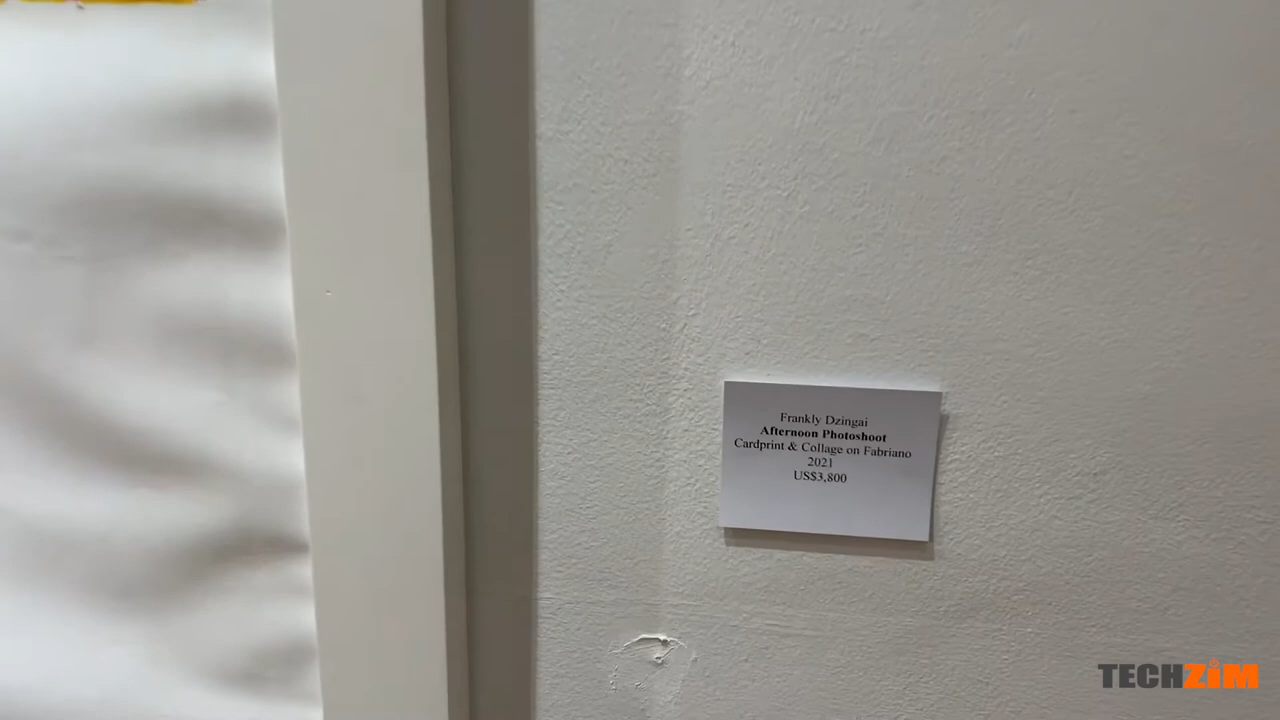 Frankly Dzingai
Afternoon Photoshoot
Cardprint & Collage on Fabriano
2021
US$3,800
TECHZIM